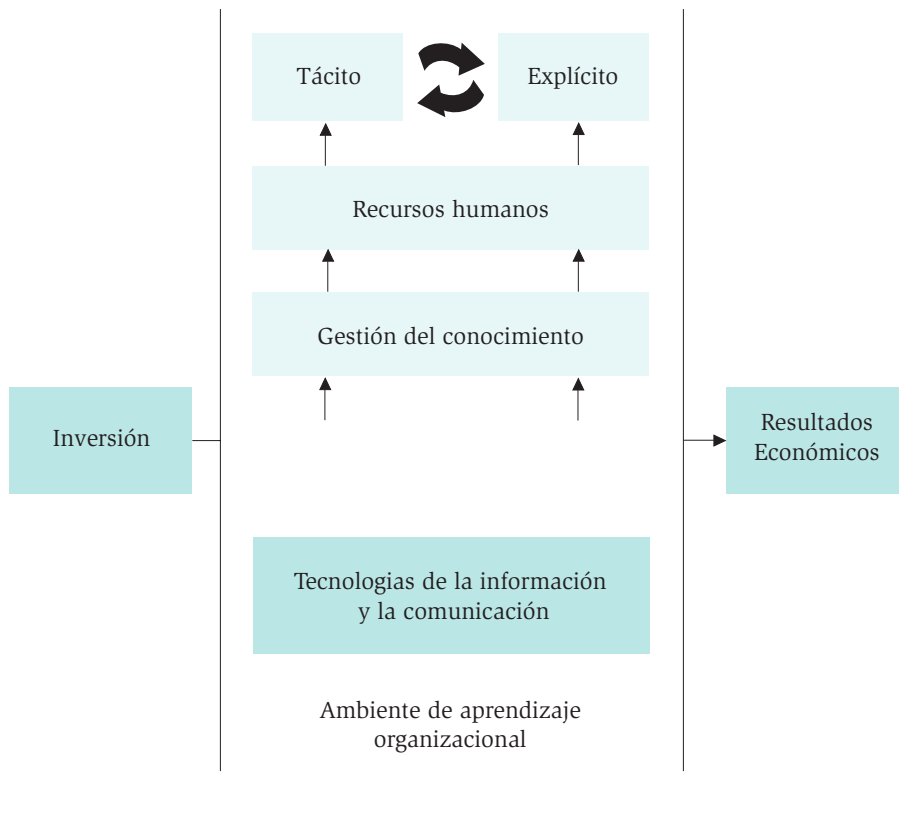 Tácito
Explícito
Recursos humanos
Gestión del conocimiento
Inversión
Resultados
Económicos
Tecnologias de la información
y la comunicación
Ambiente de aprendizaje
organizacional